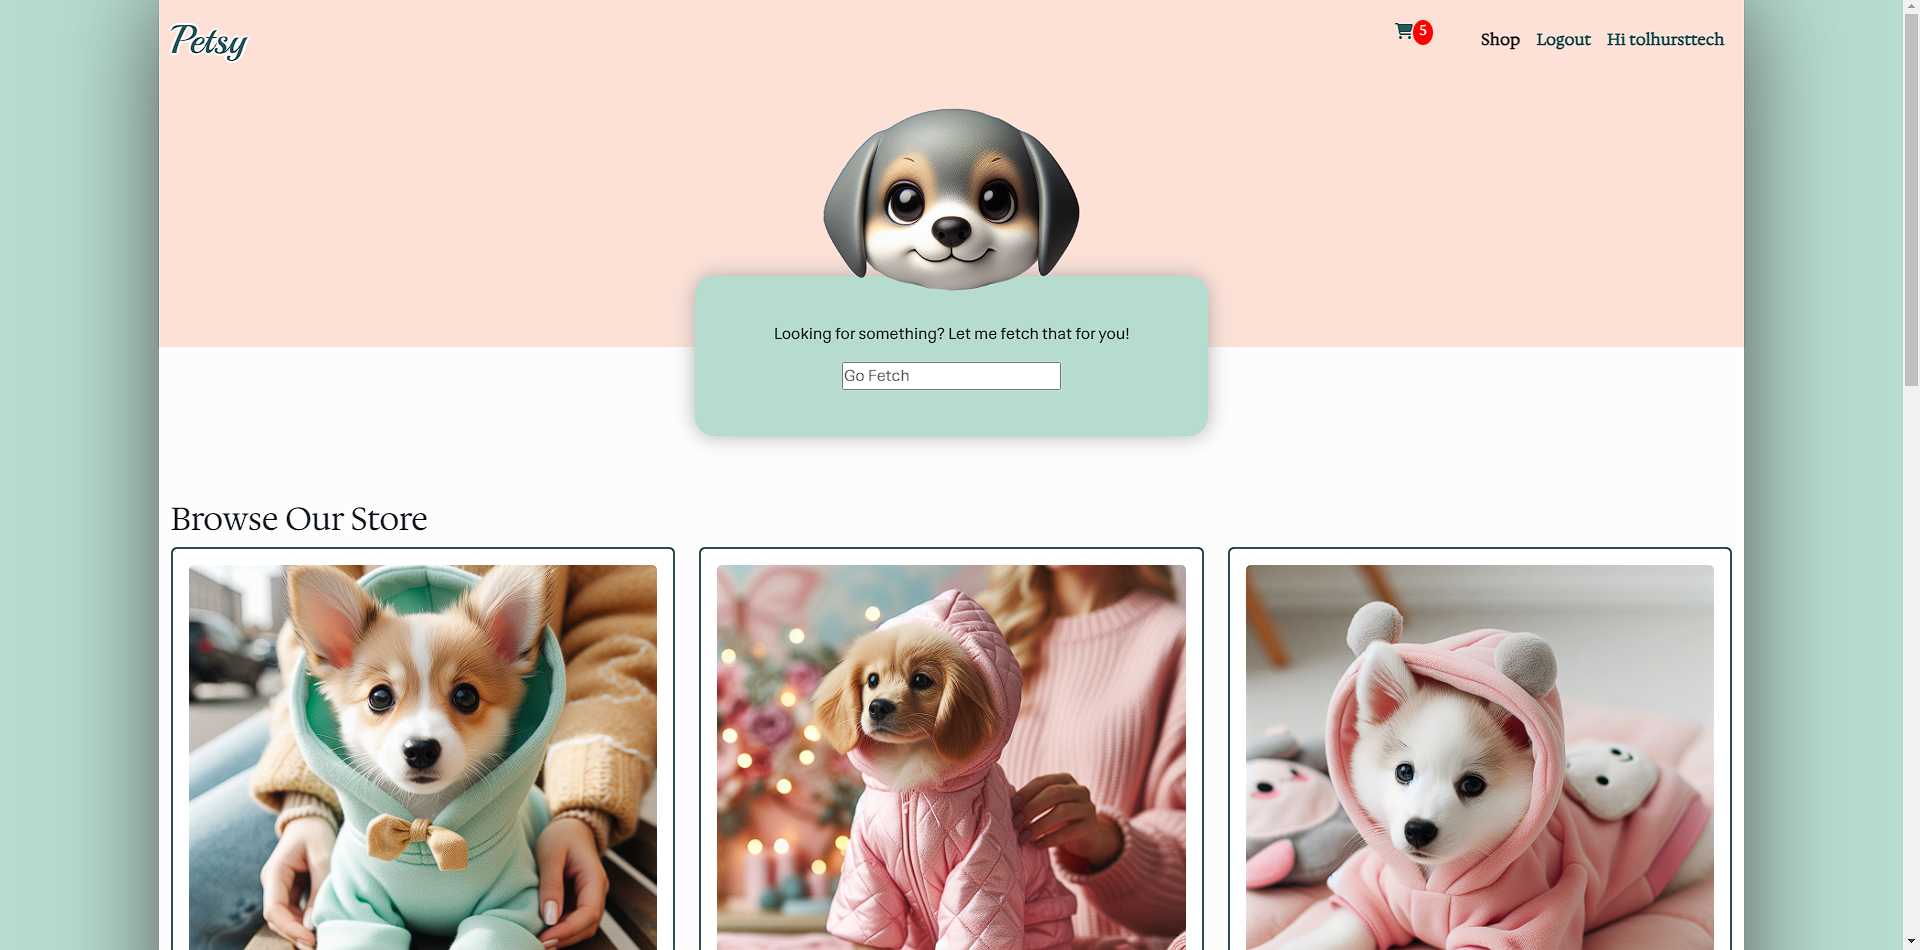 Petsy
5
Shop
Logout
Hi tolhursttech
Looking for something? Let me fetch that for you!
Go Fetch
Browse Our Store